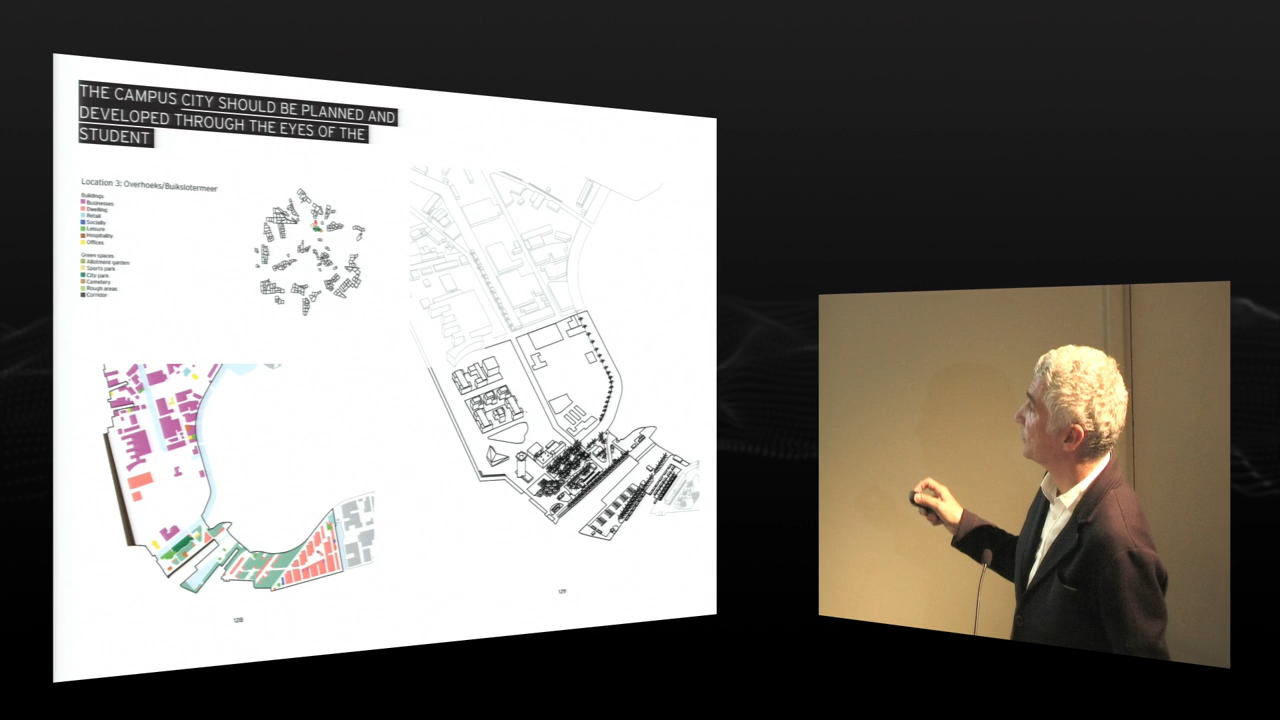 THE CAMPUS CITY SHOULD BE PLANNED AND
DEVELOPED THROUGH THE EYES OF THE
STUDENT
Location 3: Overhoeks/Buikslotermeer
Buildings
Businesses
Dwelling
Retail
Socially
Leisure
Hospitality
Offices
Green spaces
Allotment garden
Sports park
City park
Cemetery
Rough areas
Corridor
128
129